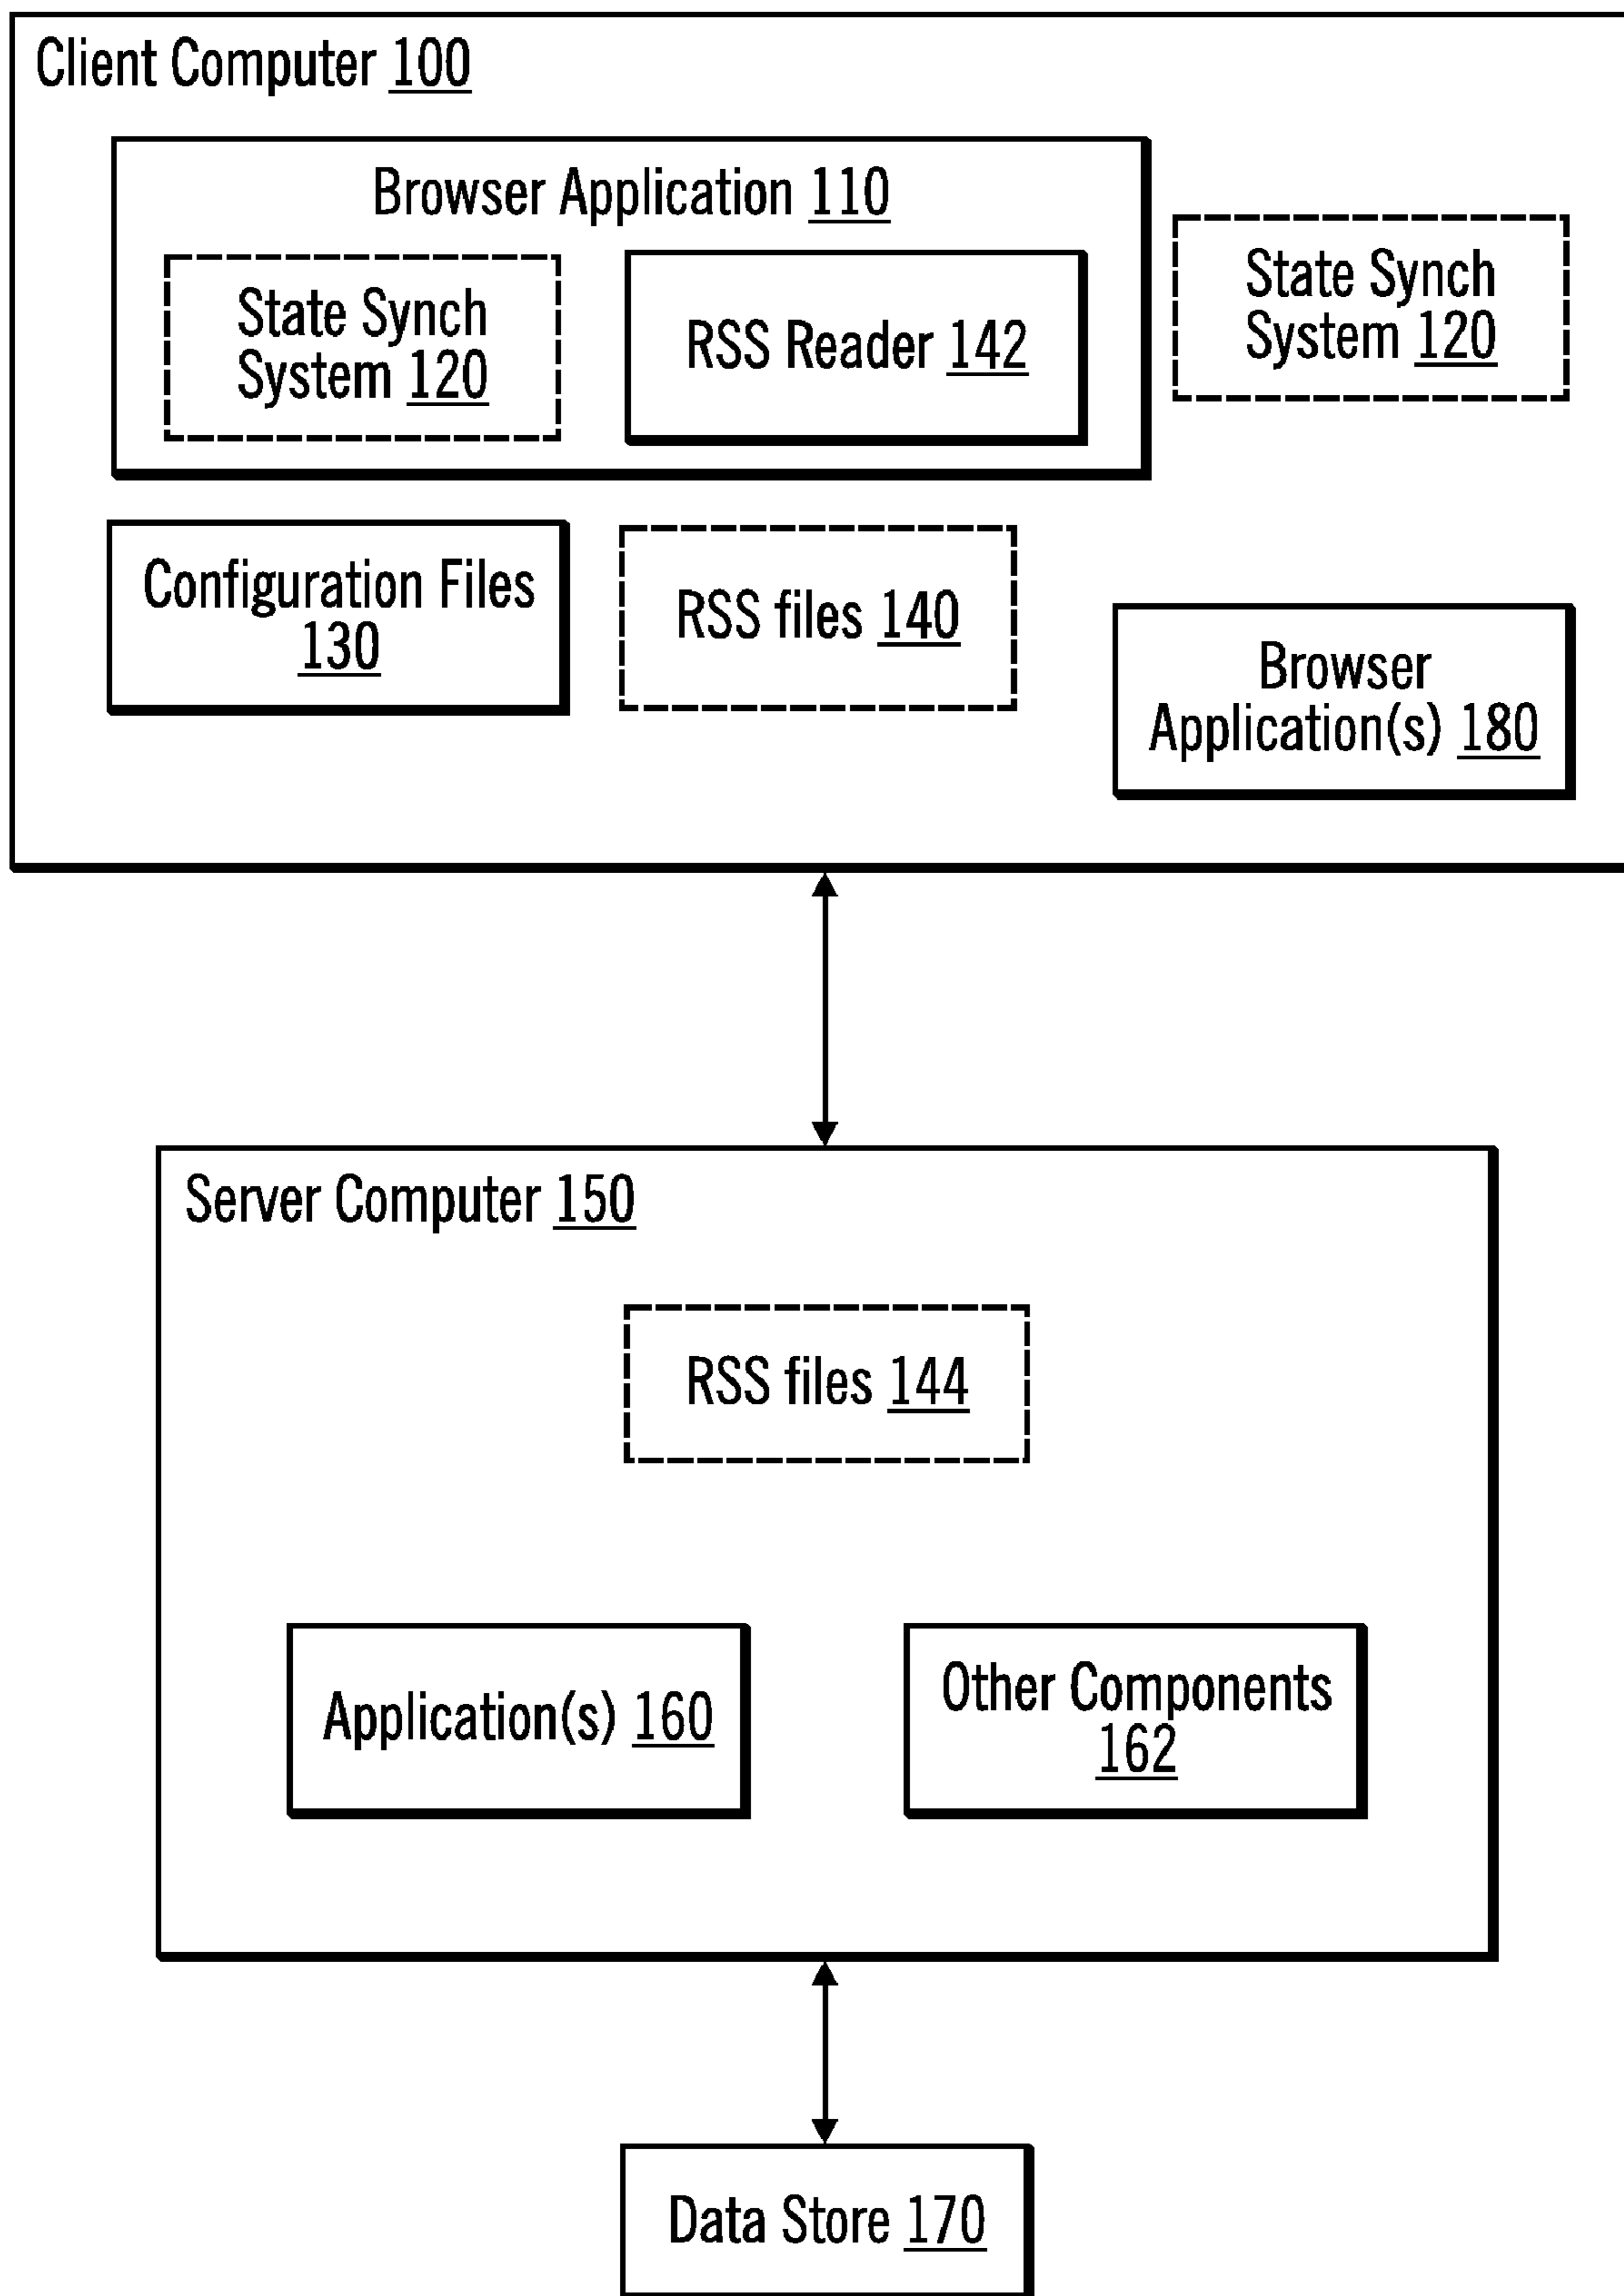 Client Computer 100
Browser Application 110
State Synch
System 120
RSS Reader 142
State Synch
System 120
Configuration Files
130
RSS files 140
Browser
Application(s) 180
Server Computer 150
RSS files 144
Application(s) 160
Other Components
162
Data Store 170